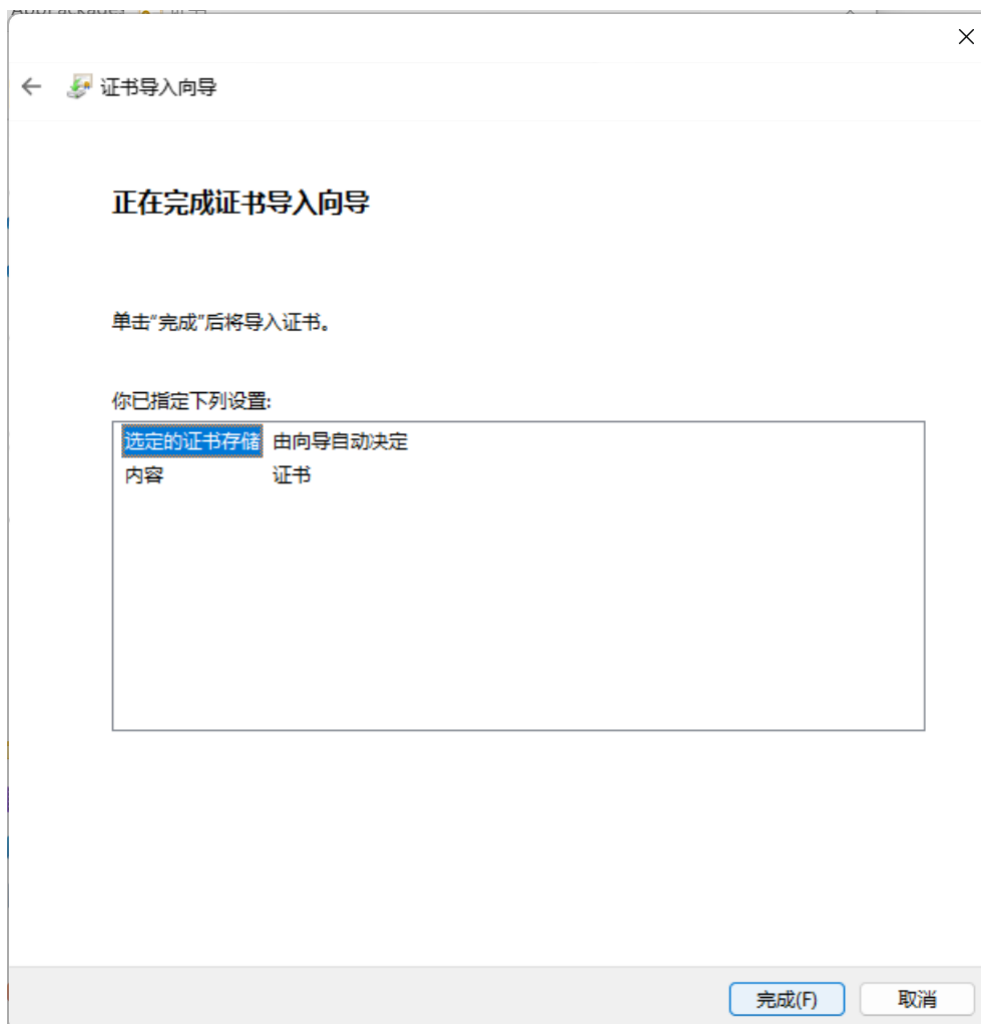 证书导入向导
正在完成证书导入向导
单击“完成”后将导入证书。
你已指定下列设置:
选定的证书存储 由向导自动决定
内容 证书
完成(F) 取消